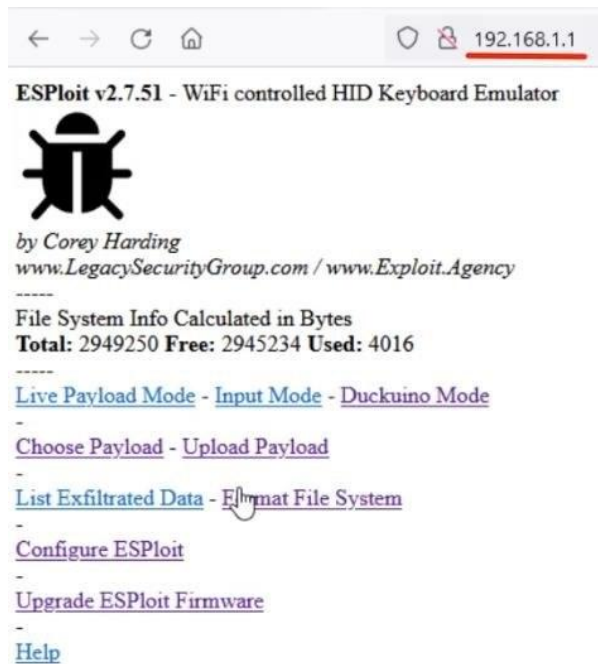 192.168.1.1
ESPloit v2.7.51 - WiFi controlled HID Keyboard Emulator
by Corey Harding
www.LegacySecurityGroup.com / www.Exploit.Agency
-----
File System Info Calculated in Bytes
Total: 2949250 Free: 2945234 Used: 4016
-----
Live Payload Mode - Input Mode - Duckuino Mode
-
Choose Payload - Upload Payload
-
List Exfiltrated Data - Format File System
-
Configure ESPloit
-
Upgrade ESPloit Firmware
-
Help